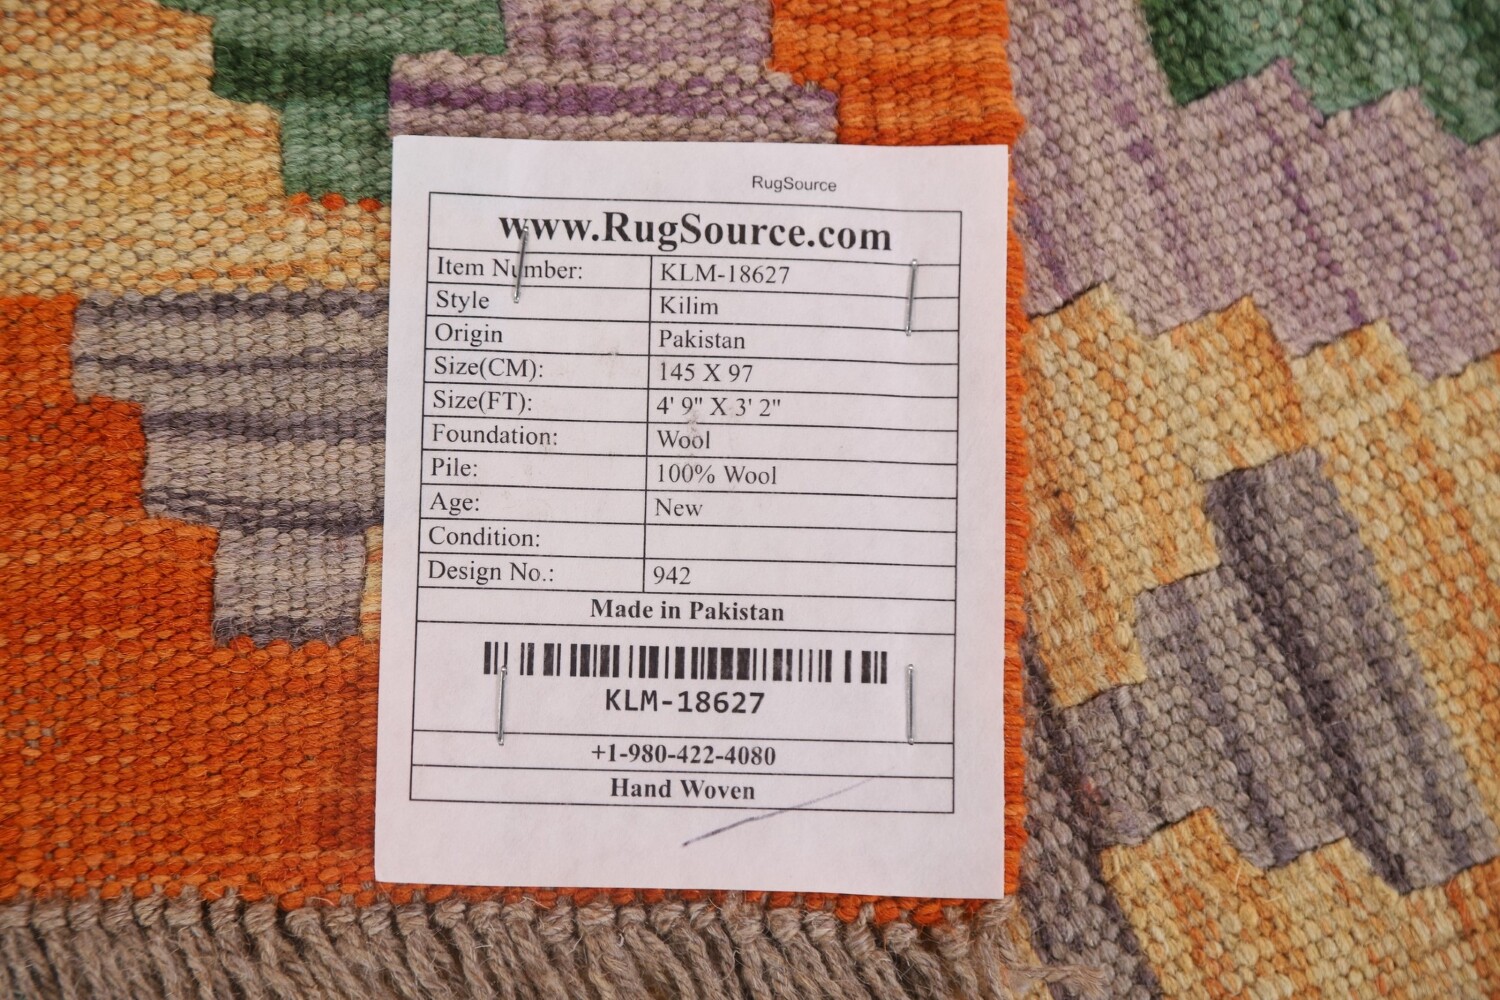 RugSource
www.RugSource.com
Item Number: KLM-18627
Style Kilim
Origin Pakistan
Size(CM): 145 X 97
Size(FT): 4' 9" X 3' 2"
Foundation: Wool
Pile: 100% Wool
Age: New
Condition:
Design No.: 942
Made in Pakistan
KLM-18627
+1-980-422-4080
Hand Woven